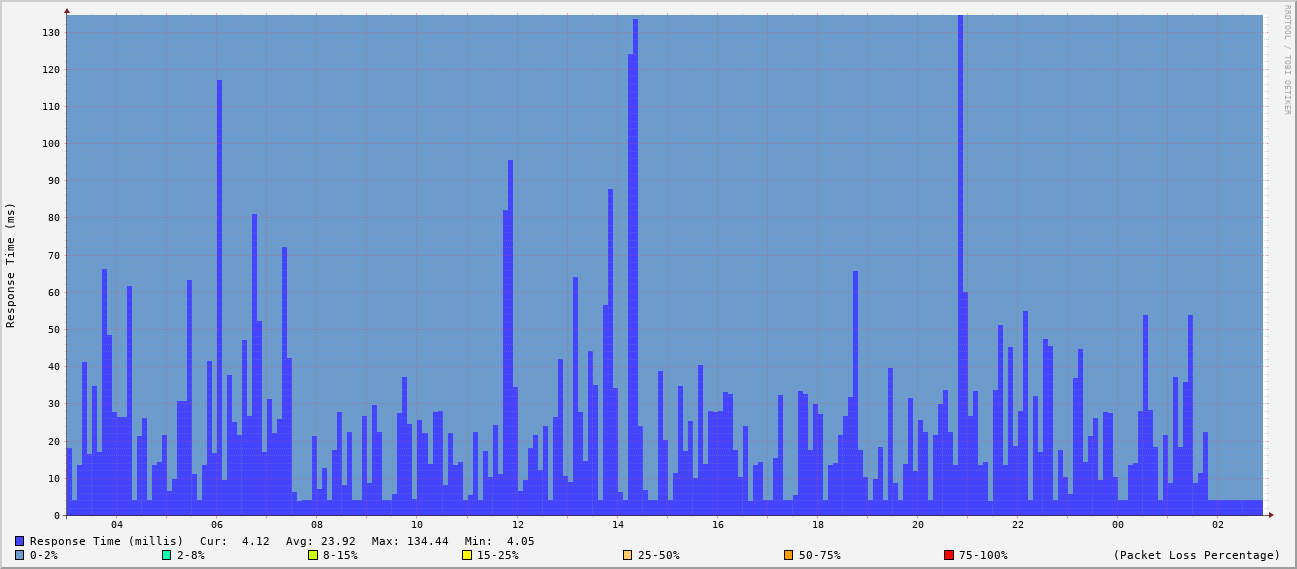 RRDTOOL / TOBI OETIKER
Response Time (ms)
130
120
110
100
90
80
70
60
50
40
30
20
10
0
04 06 08 10 12 14 16 18 20 22 00 02
Response Time (millis) Cur: 4.12 Avg: 23.92 Max: 134.44 Min: 4.05
0-2% 2-8% 8-15% 15-25% 25-50% 50-75% 75-100% (Packet Loss Percentage)